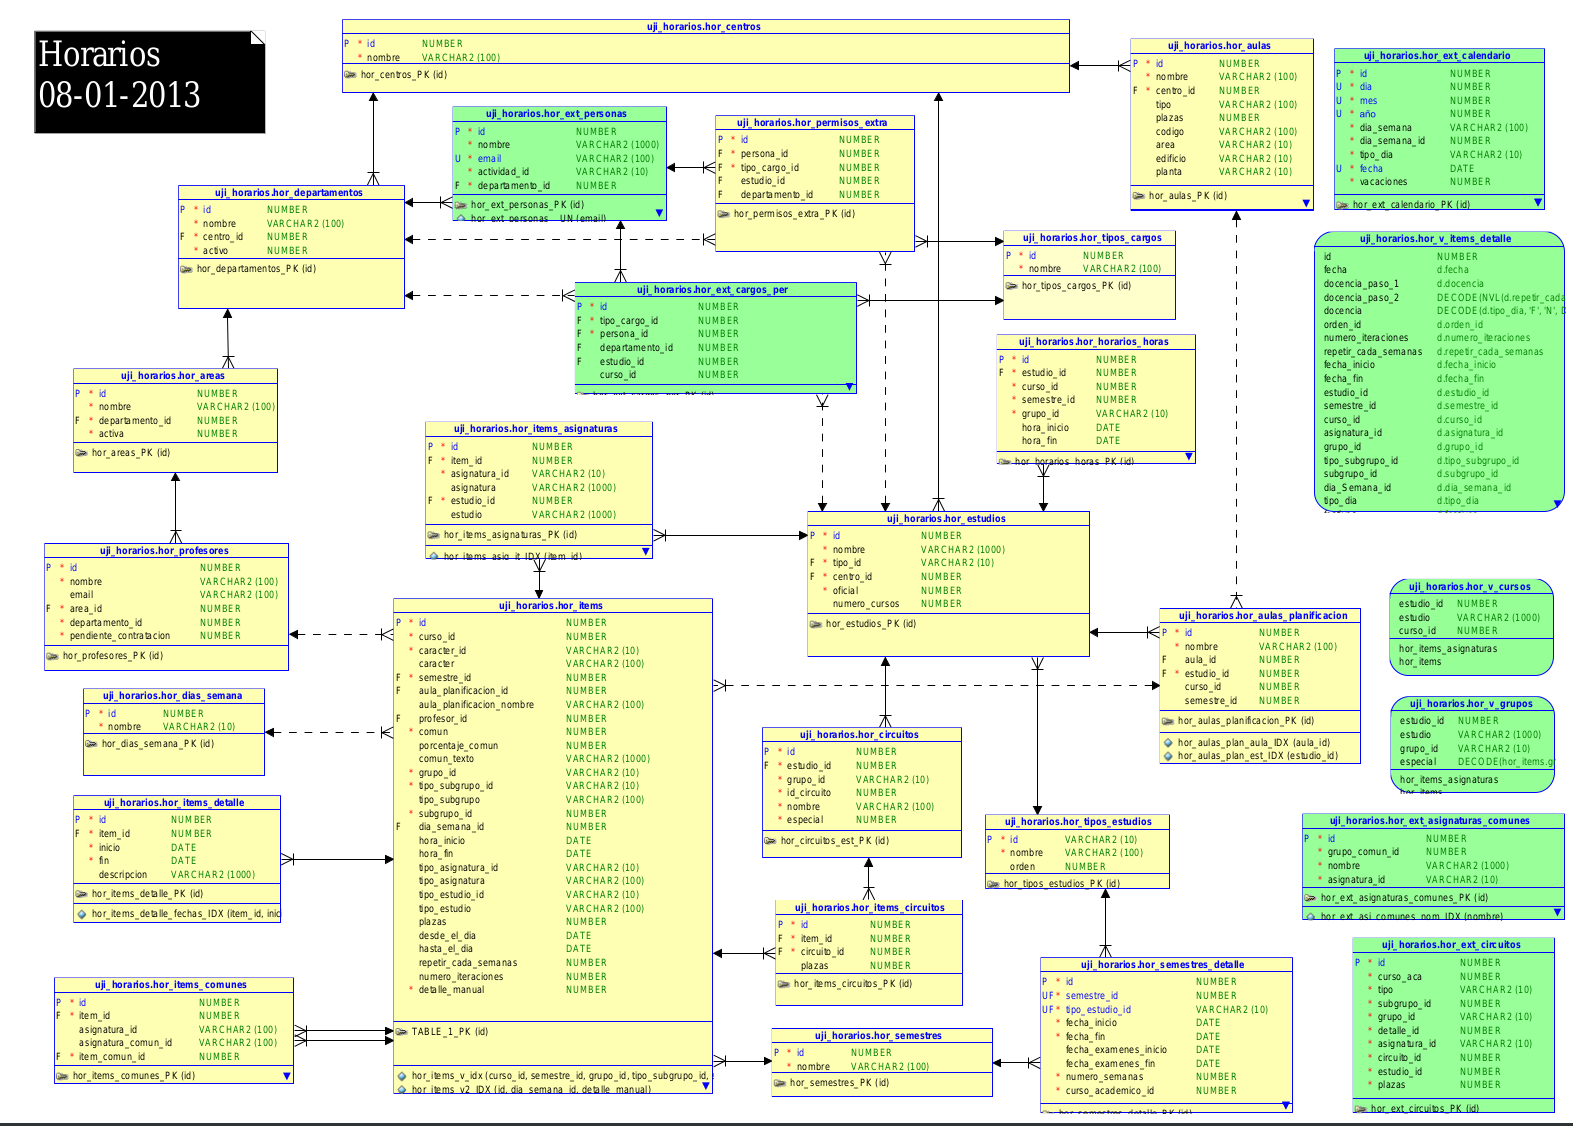 Horarios
08-01-2013
uji_horarios.hor_centros
P * id NUMBER
* nombre VARCHAR2 (100)
hor_centros_PK (id)
uji_horarios.hor_aulas
P * id NUMBER
* nombre VARCHAR2 (100)
F * centro_id NUMBER
tipo VARCHAR2 (100)
plazas NUMBER
codigo VARCHAR2 (100)
area VARCHAR2 (10)
edificio VARCHAR2 (10)
planta VARCHAR2 (10)
hor_aulas_PK (id)
uji_horarios.hor_ext_calendario
P * id NUMBER
U * dia NUMBER
U * mes NUMBER
U * año NUMBER
* dia_semana VARCHAR2 (100)
* dia_semana_id NUMBER
* tipo_dia VARCHAR2 (10)
U * fecha DATE
* vacaciones NUMBER
hor_ext_calendario_PK (id)
uji_horarios.hor_ext_personas
P * id NUMBER
* nombre VARCHAR2 (1000)
U * email VARCHAR2 (100)
* actividad_id VARCHAR2 (10)
F * departamento_id NUMBER
hor_ext_personas_PK (id)
hor_ext_personas__UN (email)
uji_horarios.hor_permisos_extra
P * id NUMBER
F * persona_id NUMBER
F * tipo_cargo_id NUMBER
F estudio_id NUMBER
F departamento_id NUMBER
hor_permisos_extra_PK (id)
uji_horarios.hor_departamentos
P * id NUMBER
* nombre VARCHAR2 (100)
F * centro_id NUMBER
* activo NUMBER
hor_departamentos_PK (id)
uji_horarios.hor_tipos_cargos
P * id NUMBER
* nombre VARCHAR2 (100)
hor_tipos_cargos_PK (id)
uji_horarios.hor_v_items_detalle
id NUMBER
fecha d.fecha
docencia_paso_1 d.docencia
docencia_paso_2 DECODE(NVL(d.repetir_cada
docencia DECODE(d.tipo_dia, 'F', 'N', D
orden_id d.orden_id
numero_iteraciones d.numero_iteraciones
repetir_cada_semanas d.repetir_cada_semanas
fecha_inicio d.fecha_inicio
fecha_fin d.fecha_fin
estudio_id d.estudio_id
semestre_id d.semestre_id
curso_id d.curso_id
asignatura_id d.asignatura_id
grupo_id d.grupo_id
tipo_subgrupo_id d.tipo_subgrupo_id
subgrupo_id d.subgrupo_id
dia_Semana_id d.dia_semana_id
tipo_dia d.tipo_dia
uji_horarios.hor_ext_cargos_per
P * id NUMBER
F * tipo_cargo_id NUMBER
F * persona_id NUMBER
F departamento_id NUMBER
F estudio_id NUMBER
curso_id NUMBER
uji_horarios.hor_horarios_horas
P * id NUMBER
F * estudio_id NUMBER
* curso_id NUMBER
* semestre_id NUMBER
* grupo_id VARCHAR2 (10)
hora_inicio DATE
hora_fin DATE
hor_horarios_horas_PK (id)
uji_horarios.hor_areas
P * id NUMBER
* nombre VARCHAR2 (100)
F * departamento_id NUMBER
* activa NUMBER
hor_areas_PK (id)
uji_horarios.hor_items_asignaturas
P * id NUMBER
F * item_id NUMBER
* asignatura_id VARCHAR2 (10)
asignatura VARCHAR2 (1000)
F * estudio_id NUMBER
estudio VARCHAR2 (1000)
hor_items_asignaturas_PK (id)
hor_items_asig_it_IDX (item_id)
uji_horarios.hor_estudios
P * id NUMBER
* nombre VARCHAR2 (1000)
F * tipo_id VARCHAR2 (10)
F * centro_id NUMBER
* oficial NUMBER
numero_cursos NUMBER
hor_estudios_PK (id)
uji_horarios.hor_profesores
P * id NUMBER
* nombre VARCHAR2 (100)
email VARCHAR2 (100)
F * area_id NUMBER
* departamento_id NUMBER
* pendiente_contratacion NUMBER
hor_profesores_PK (id)
uji_horarios.hor_items
P * id NUMBER
* curso_id NUMBER
* caracter_id VARCHAR2 (10)
caracter VARCHAR2 (100)
F * semestre_id NUMBER
F aula_planificacion_id NUMBER
aula_planificacion_nombre VARCHAR2 (100)
F profesor_id NUMBER
* comun NUMBER
porcentaje_comun NUMBER
comun_texto VARCHAR2 (1000)
* grupo_id VARCHAR2 (10)
* tipo_subgrupo_id VARCHAR2 (10)
tipo_subgrupo VARCHAR2 (100)
* subgrupo_id NUMBER
F dia_semana_id NUMBER
hora_inicio DATE
hora_fin DATE
tipo_asignatura_id VARCHAR2 (10)
tipo_asignatura VARCHAR2 (100)
tipo_estudio_id VARCHAR2 (10)
tipo_estudio VARCHAR2 (100)
plazas NUMBER
desde_el_dia DATE
hasta_el_dia DATE
repetir_cada_semanas NUMBER
numero_iteraciones NUMBER
* detalle_manual NUMBER
TABLE_1_PK (id)
hor_items_v_idx (curso_id, semestre_id, grupo_id, tipo_subgrupo_id,
hor_items_v2_IDX (id, dia_semana_id, detalle_manual)
uji_horarios.hor_aulas_planificacion
P * id NUMBER
* nombre VARCHAR2 (100)
F aula_id NUMBER
F * estudio_id NUMBER
curso_id NUMBER
semestre_id NUMBER
hor_aulas_planificacion_PK (id)
hor_aulas_plan_aula_IDX (aula_id)
hor_aulas_plan_est_IDX (estudio_id)
uji_horarios.hor_v_cursos
estudio_id NUMBER
estudio VARCHAR2 (1000)
curso_id NUMBER
hor_items_asignaturas
hor_items
uji_horarios.hor_v_grupos
estudio_id NUMBER
estudio VARCHAR2 (1000)
grupo_id VARCHAR2 (10)
especial DECODE(hor_items.g
hor_items_asignaturas
hor_items
uji_horarios.hor_dias_semana
P * id NUMBER
* nombre VARCHAR2 (10)
hor_dias_semana_PK (id)
uji_horarios.hor_circuitos
P * id NUMBER
F * estudio_id NUMBER
* grupo_id VARCHAR2 (10)
* id_circuito NUMBER
* nombre VARCHAR2 (100)
* especial NUMBER
hor_circuitos_est_PK (id)
uji_horarios.hor_items_detalle
P * id NUMBER
F * item_id NUMBER
* inicio DATE
* fin DATE
descripcion VARCHAR2 (1000)
hor_items_detalle_PK (id)
hor_items_detalle_fechas_IDX (item_id, inic
uji_horarios.hor_tipos_estudios
P * id VARCHAR2 (10)
* nombre VARCHAR2 (100)
orden NUMBER
hor_tipos_estudios_PK (id)
uji_horarios.hor_ext_asignaturas_comunes
P * id NUMBER
* grupo_comun_id NUMBER
* nombre VARCHAR2 (1000)
* asignatura_id VARCHAR2 (10)
hor_ext_asignaturas_comunes_PK (id)
hor_ext_asi_comunes_nom_IDX (nombre)
uji_horarios.hor_items_circuitos
P * id NUMBER
F * item_id NUMBER
F * circuito_id NUMBER
plazas NUMBER
hor_items_circuitos_PK (id)
uji_horarios.hor_ext_circuitos
P * id NUMBER
* curso_aca NUMBER
* tipo VARCHAR2 (10)
* subgrupo_id NUMBER
* grupo_id VARCHAR2 (10)
* detalle_id NUMBER
* asignatura_id VARCHAR2 (10)
* circuito_id NUMBER
* estudio_id NUMBER
* plazas NUMBER
hor_ext_circuitos_PK (id)
uji_horarios.hor_semestres_detalle
P * id NUMBER
UF * semestre_id NUMBER
UF * tipo_estudio_id VARCHAR2 (10)
* fecha_inicio DATE
* fecha_fin DATE
fecha_examenes_inicio DATE
fecha_examenes_fin DATE
* numero_semanas NUMBER
* curso_academico_id NUMBER
hor_semestres_detalle_PK (id)
uji_horarios.hor_items_comunes
P * id NUMBER
F * item_id NUMBER
asignatura_id VARCHAR2 (100)
asignatura_comun_id VARCHAR2 (100)
F * item_comun_id NUMBER
hor_items_comunes_PK (id)
uji_horarios.hor_semestres
P * id NUMBER
* nombre VARCHAR2 (100)
hor_semestres_PK (id)